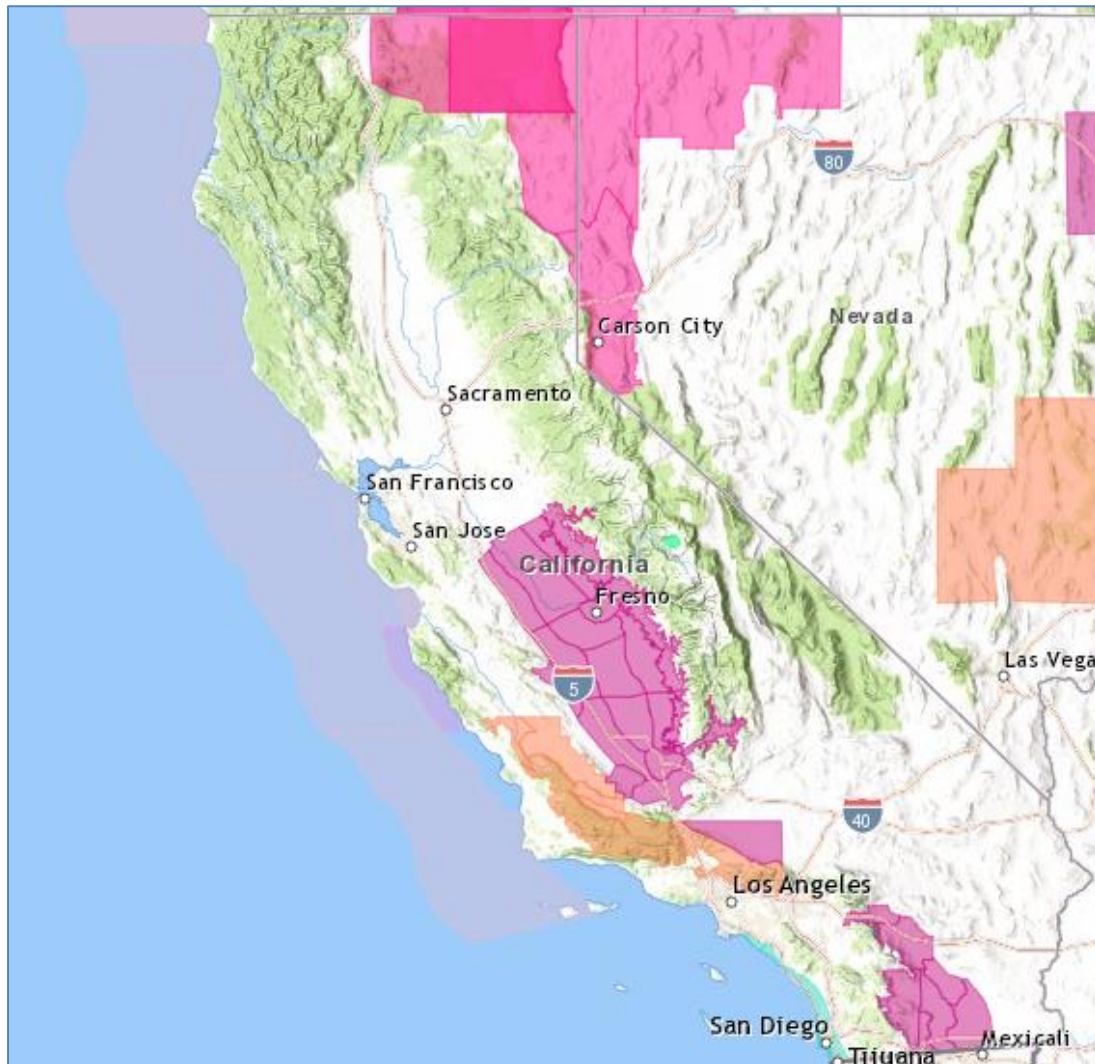 80
Carson City
Nevada
Sacramento
San Francisco
San Jose
California
Fresno
5
Las Vega
40
Los Angeles
San Diego
Mexicali
Tijuana